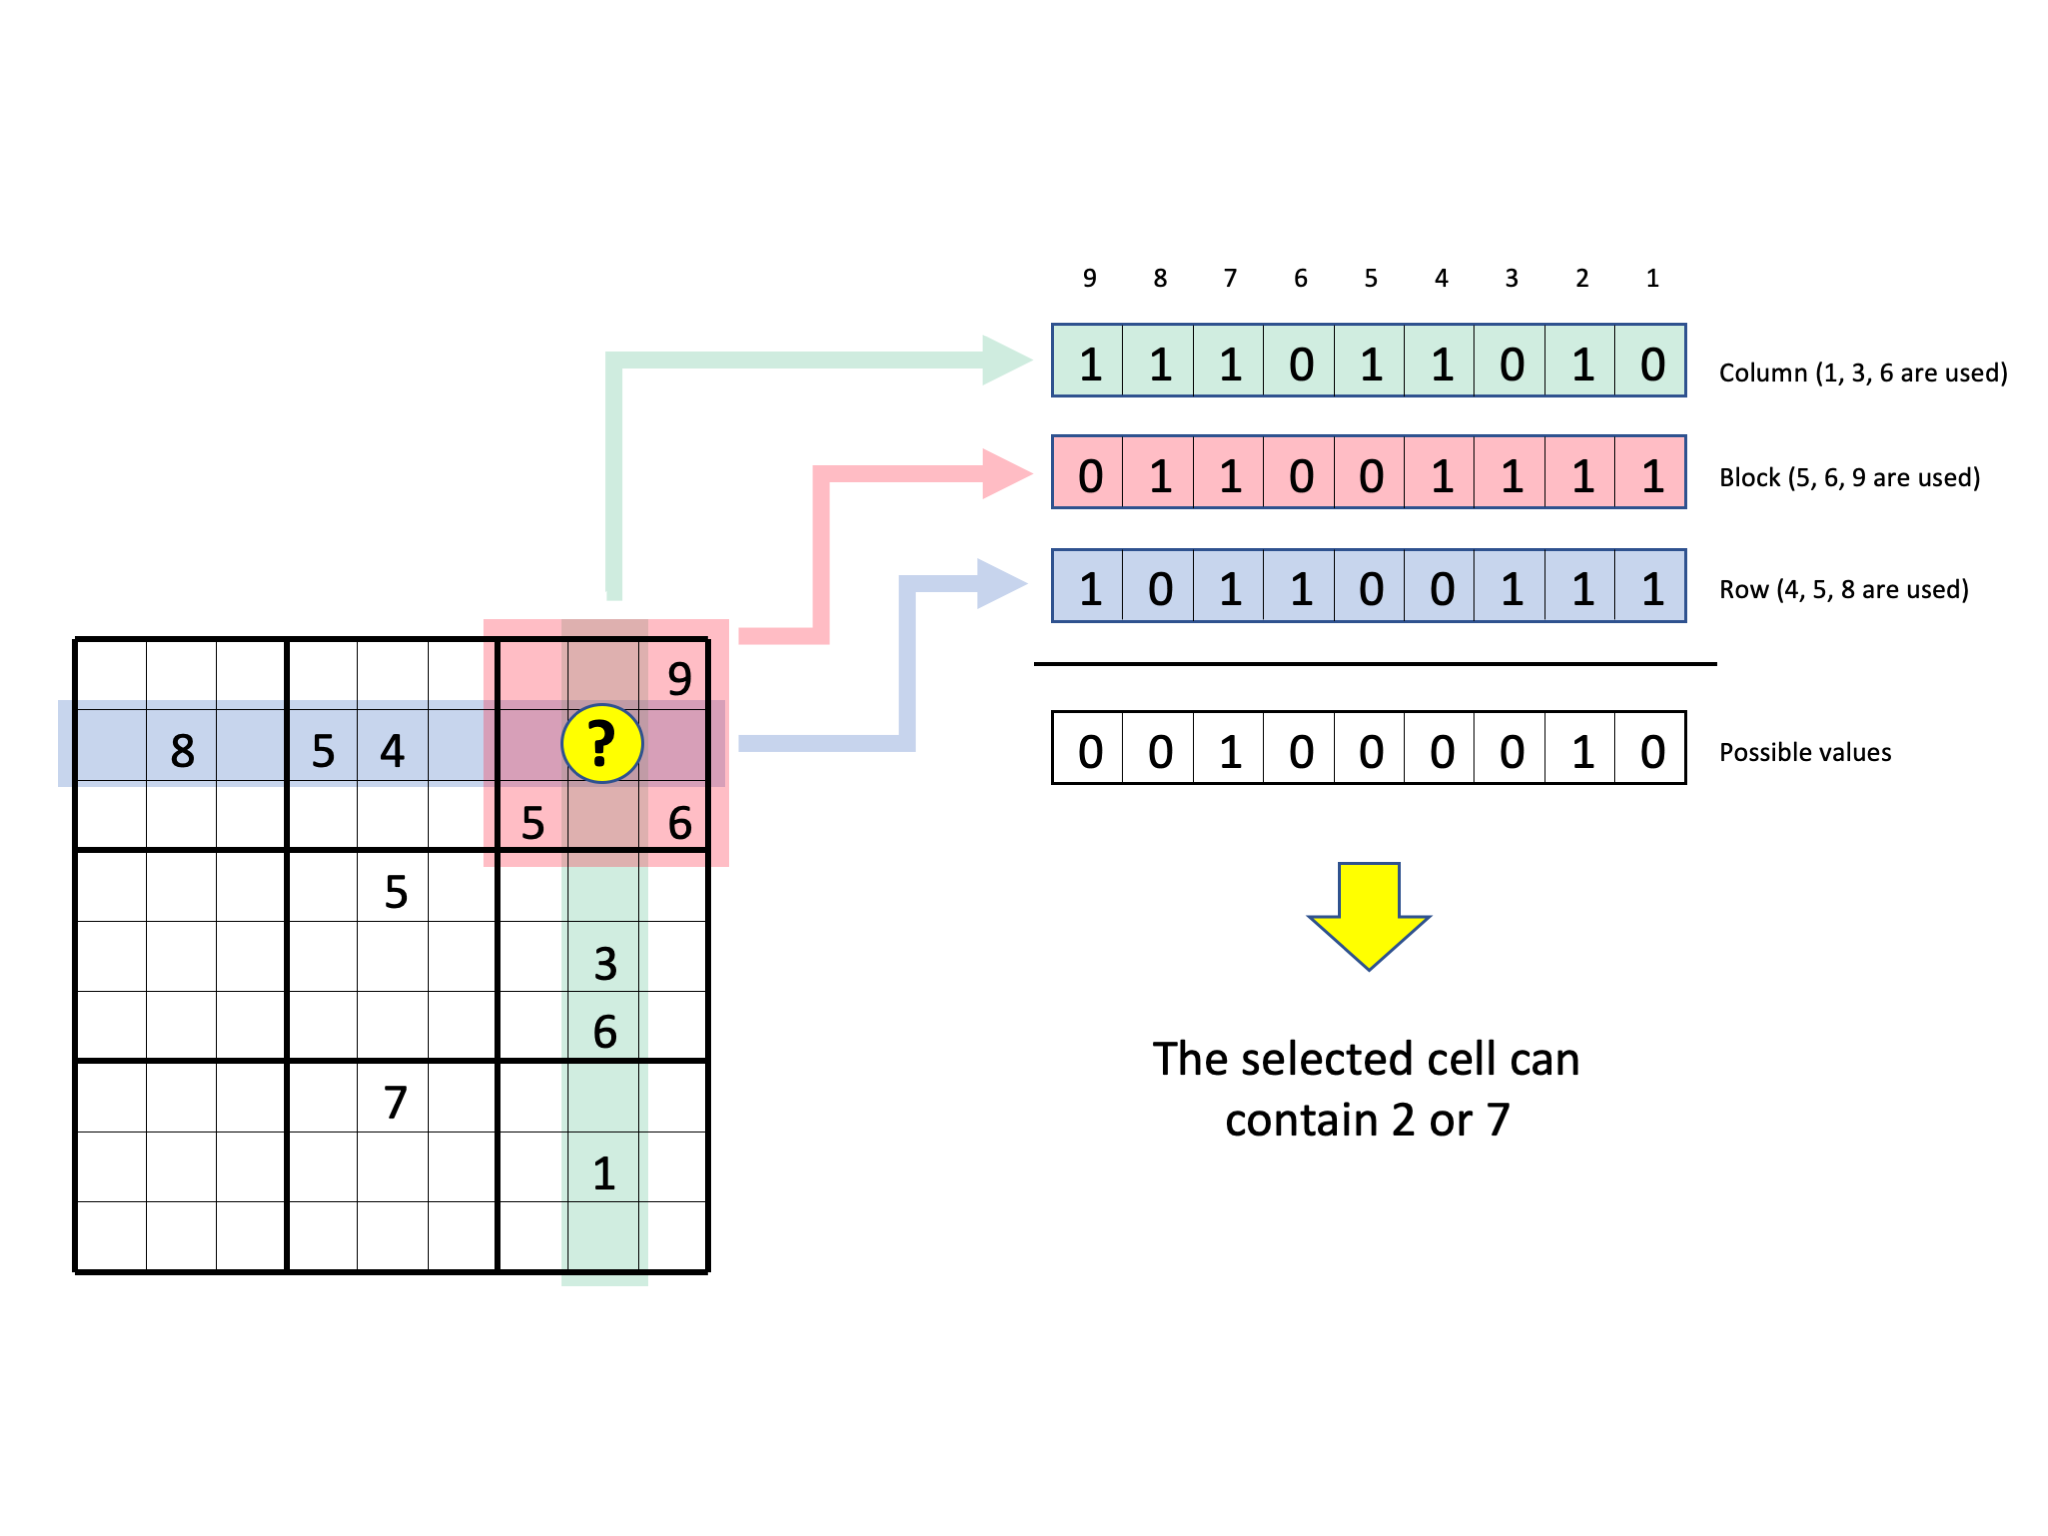 9 8 7 6 5 4 3 2 1
1 1 1 0 1 1 0 1 0 Column (1, 3, 6 are used)
0 1 1 0 0 1 1 1 1 Block (5, 6, 9 are used)
1 0 1 1 0 0 1 1 1 Row (4, 5, 8 are used)
0 0 1 0 0 0 0 1 0 Possible values
The selected cell can
contain 2 or 7
9
8 5 4 ?
5 6
5
3
6
7
1